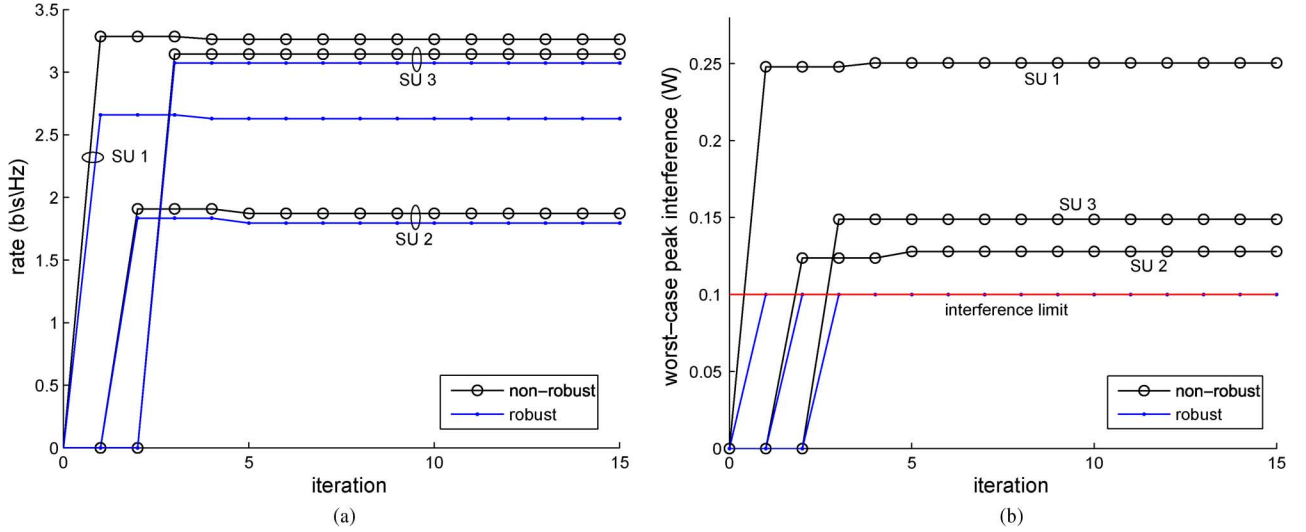 3.5
3
2.5
2
1.5
1
0.5
0
rate (b\s\Hz)
SU 3
SU 1
SU 2
non-robust
robust
0 5 10 15
iteration
(a)
0.25
0.2
0.15
0.1
0.05
0
worst-case peak interference (W)
SU 1
SU 3
SU 2
interference limit
non-robust
robust
0 5 10 15
iteration
(b)